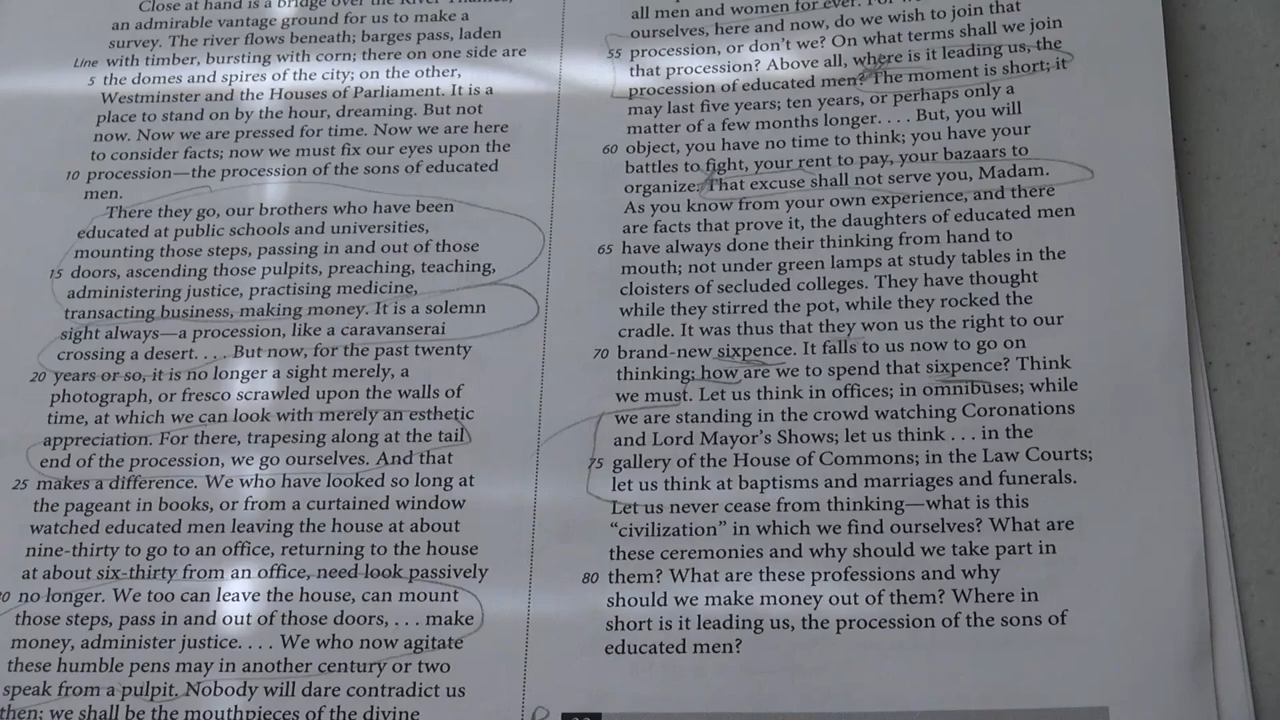 Close at hand is a bridge over the River Thames,
an admirable vantage ground for us to make a
survey. The river flows beneath; barges pass, laden
Line with timber, bursting with corn; there on one side are
5 the domes and spires of the city; on the other,
Westminster and the Houses of Parliament. It is a
place to stand on by the hour, dreaming. But not
now. Now we are pressed for time. Now we are here
to consider facts; now we must fix our eyes upon the
10 procession—the procession of the sons of educated
men.
There they go, our brothers who have been
educated at public schools and universities,
mounting those steps, passing in and out of those
15 doors, ascending those pulpits, preaching, teaching,
administering justice, practising medicine,
transacting business, making money. It is a solemn
sight always—a procession, like a caravanserai
crossing a desert. . . . But now, for the past twenty
20 years or so, it is no longer a sight merely, a
photograph, or fresco scrawled upon the walls of
time, at which we can look with merely an esthetic
appreciation. For there, trapesing along at the tail
end of the procession, we go ourselves. And that
25 makes a difference. We who have looked so long at
the pageant in books, or from a curtained window
watched educated men leaving the house at about
nine-thirty to go to an office, returning to the house
at about six-thirty from an office, need look passively
0 no longer. We too can leave the house, can mount
those steps, pass in and out of those doors, . . . make
money, administer justice. . . . We who now agitate
these humble pens may in another century or two
speak from a pulpit. Nobody will dare contradict us
then; we shall be the mouthpieces of the divine
all men and women for ever. For
ourselves, here and now, do we wish to join that
55 procession, or don't we? On what terms shall we join
that procession? Above all, where is it leading us, the
procession of educated men? The moment is short; it
may last five years; ten years, or perhaps only a
matter of a few months longer. . . . But, you will
60 object, you have no time to think; you have your
battles to fight, your rent to pay, your bazaars to
organize. That excuse shall not serve you, Madam.
As you know from your own experience, and there
are facts that prove it, the daughters of educated men
65 have always done their thinking from hand to
mouth; not under green lamps at study tables in the
cloisters of secluded colleges. They have thought
while they stirred the pot, while they rocked the
cradle. It was thus that they won us the right to our
70 brand-new sixpence. It falls to us now to go on
thinking; how are we to spend that sixpence? Think
we must. Let us think in offices; in omnibuses; while
we are standing in the crowd watching Coronations
and Lord Mayor's Shows; let us think . . . in the
75 gallery of the House of Commons; in the Law Courts;
let us think at baptisms and marriages and funerals.
Let us never cease from thinking—what is this
"civilization" in which we find ourselves? What are
these ceremonies and why should we take part in
80 them? What are these professions and why
should we make money out of them? Where in
short is it leading us, the procession of the sons of
educated men?